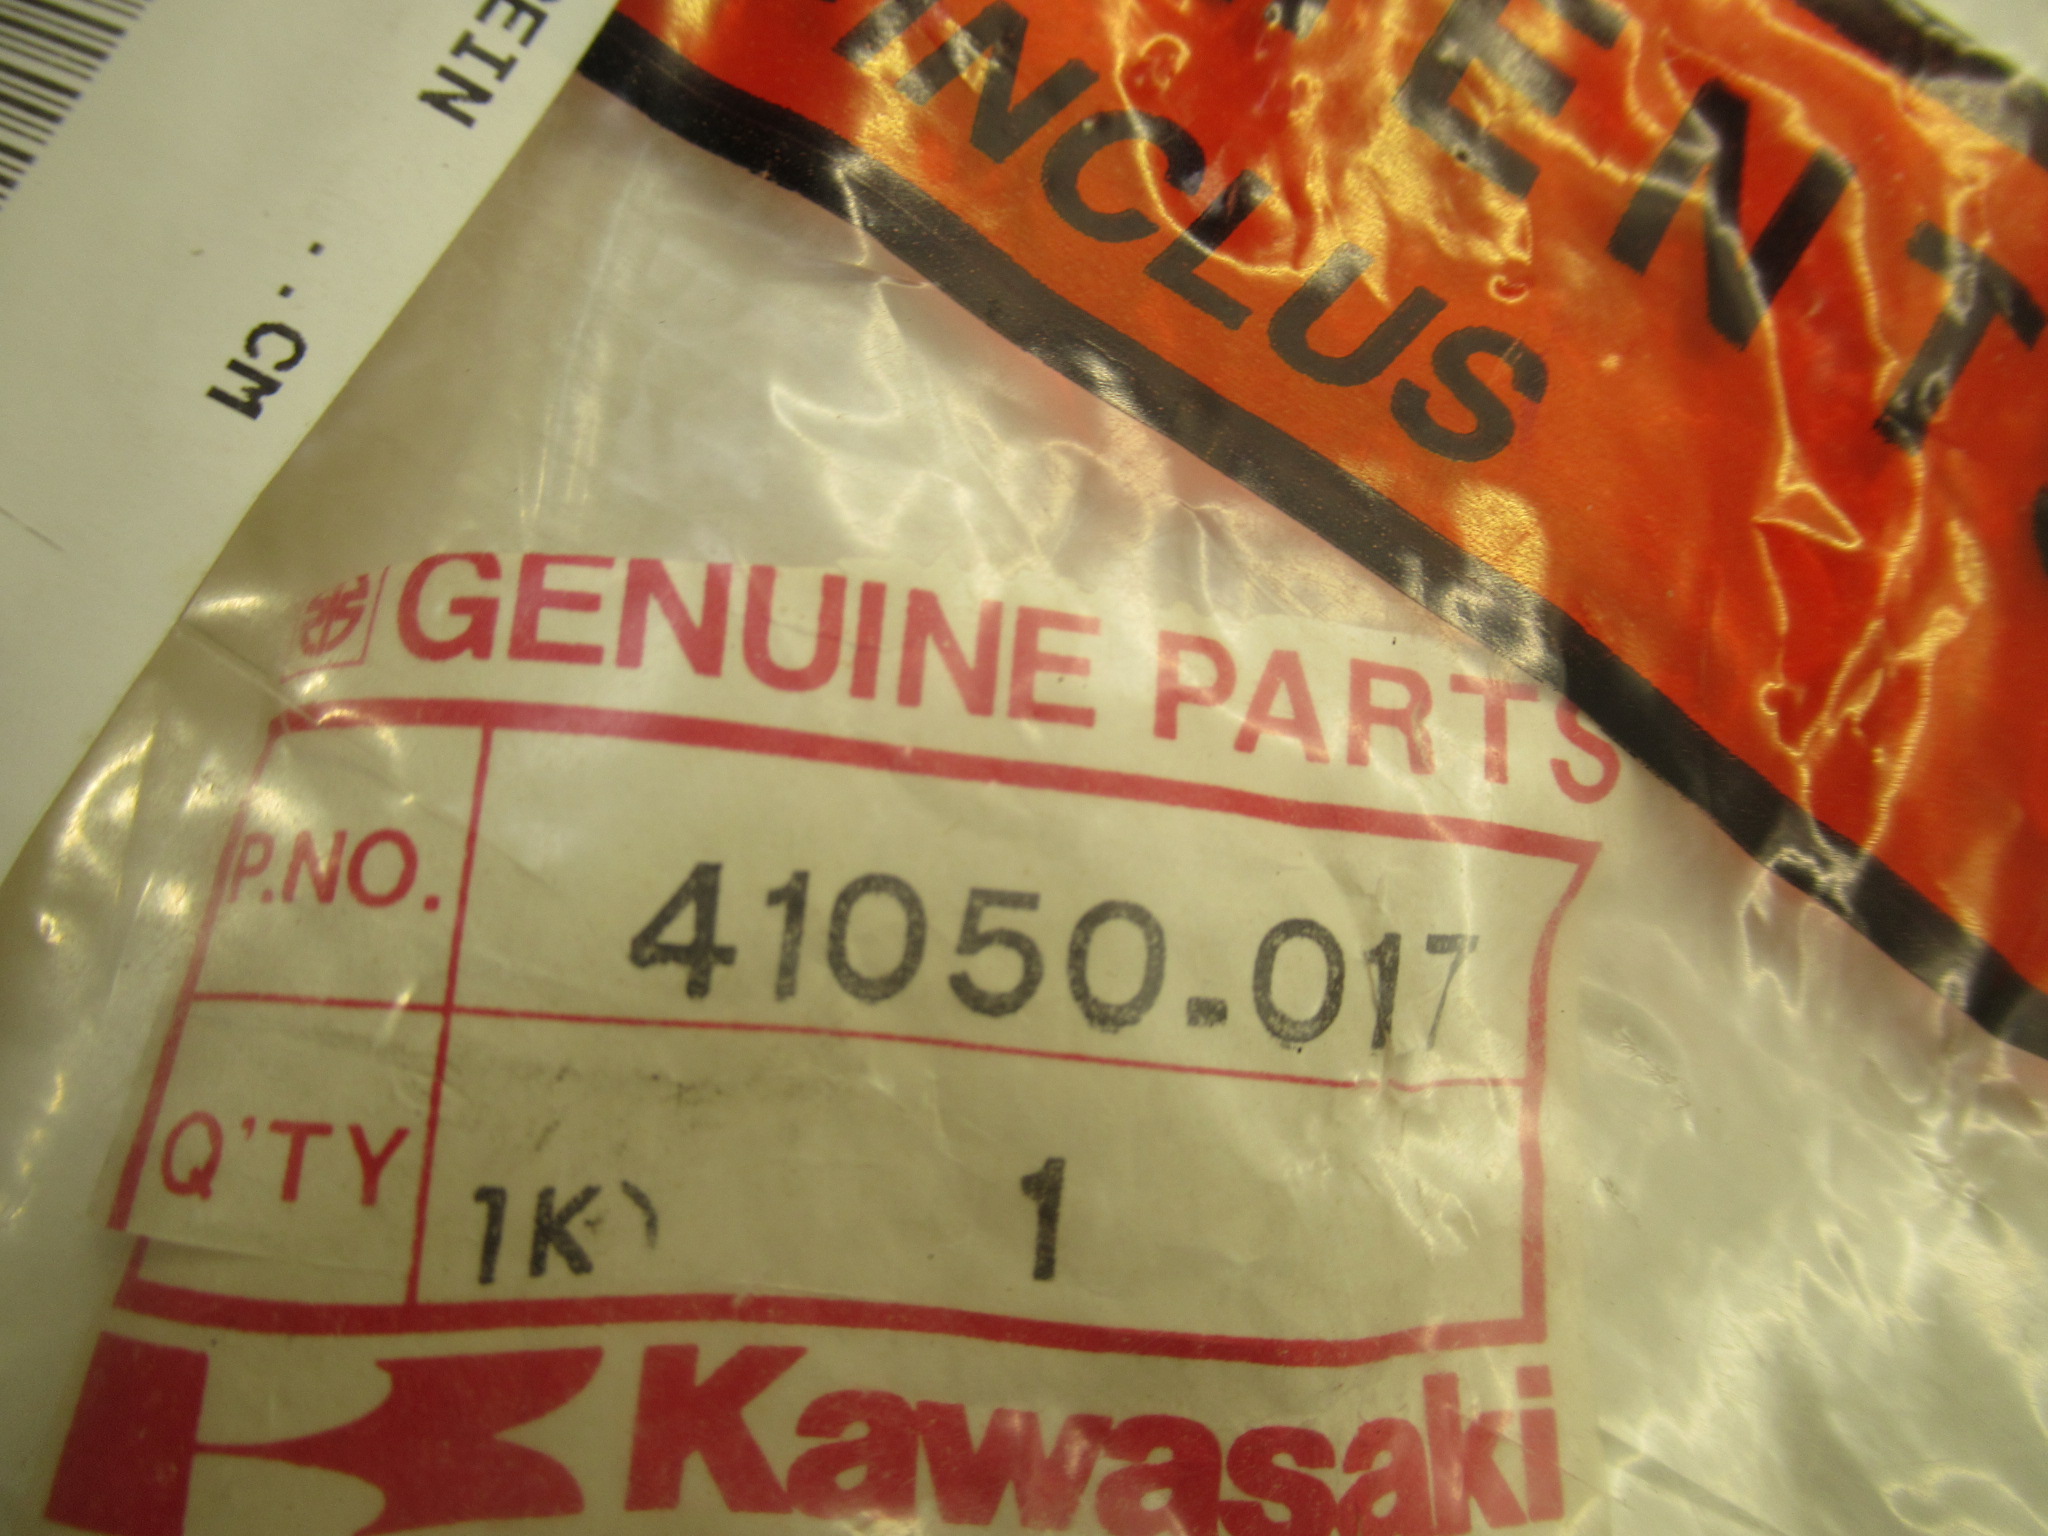 INCLUS
CM
GENUINE PARTS
P.NO. 41050-017
Q'TY 1K) 1
Kawasaki